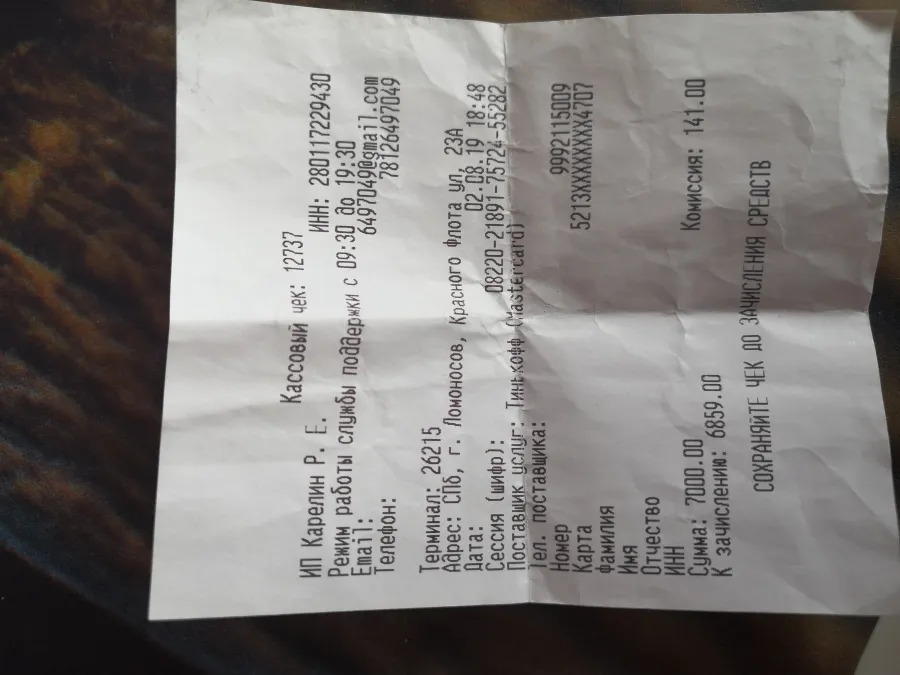 Кассовый чек: 12737
ИП Карелин Р. Е. ИНН: 280117229430
Режим работы службы поддержки с 09:30 до 19:30
Email: 6497049@gmail.com
Телефон: 78126497049
Терминал: 26215
Адрес: СПб, г. Ломоносов, Красного Флота ул, 23А
Дата: 02.08.19 18:48
Сессия (шифр): 08220-21891-75724-55282
Поставщик услуг: Тинькофф (Mastercard)
Тел. поставщика:
Номер 9992115009
Карта 5213XXXXXXXX4707
Фамилия
Имя
Отчество
ИНН
Сумма: 7000.00 Комиссия: 141.00
К зачислению: 6859.00
СОХРАНЯЙТЕ ЧЕК ДО ЗАЧИСЛЕНИЯ СРЕДСТВ